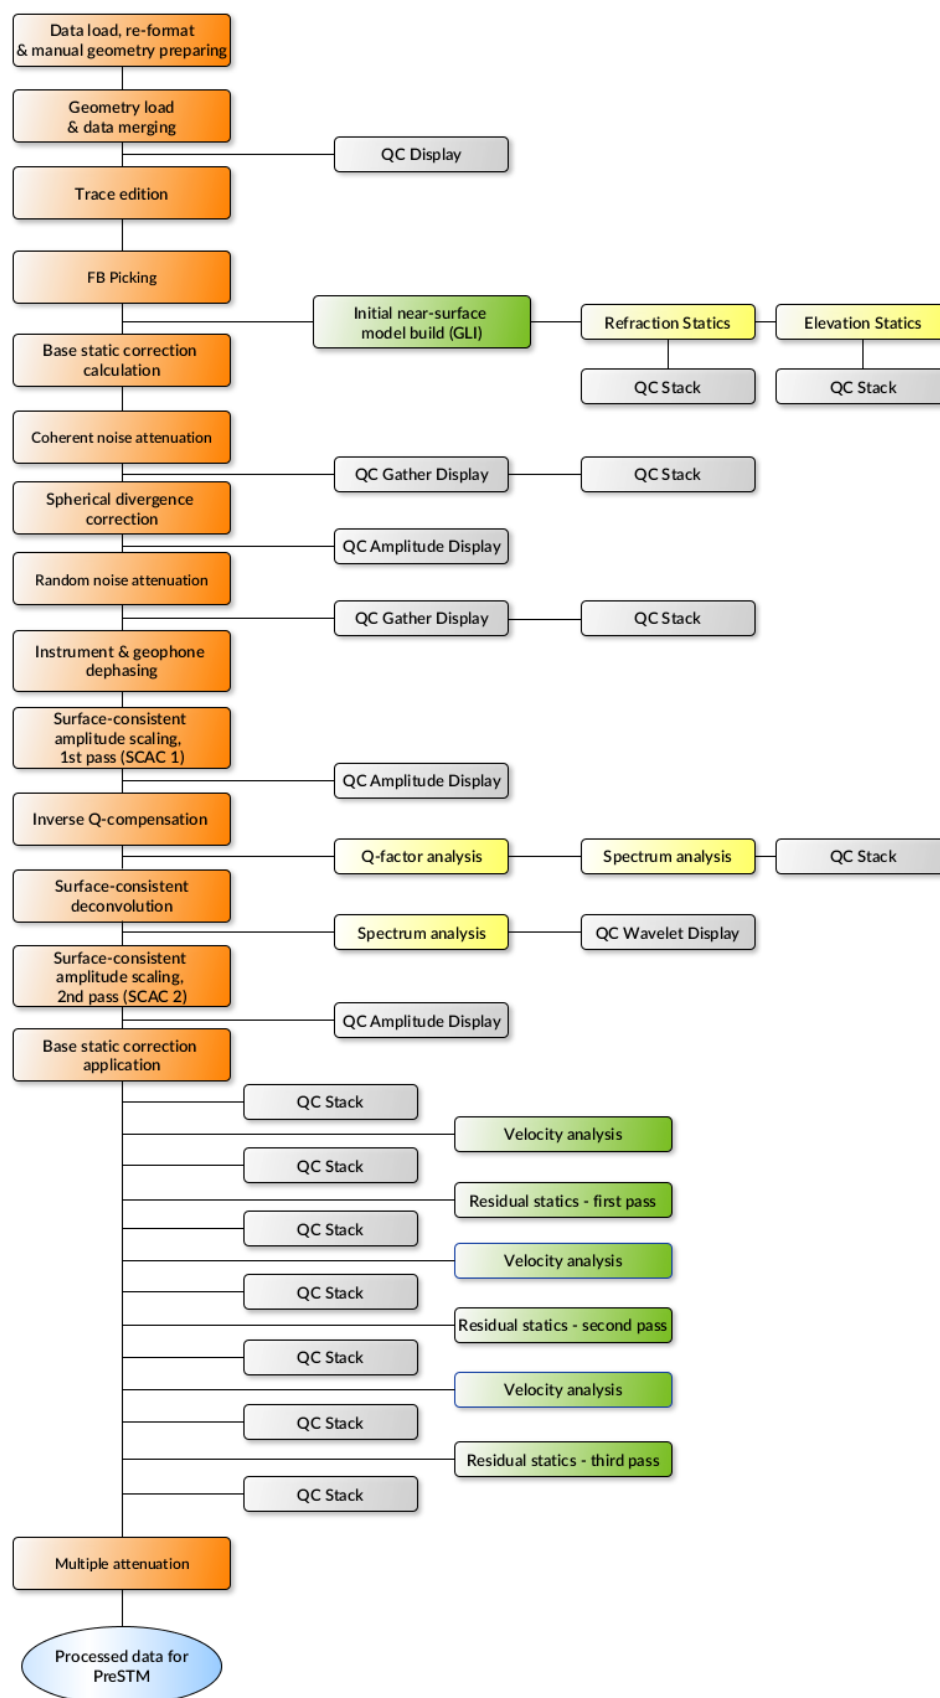 Data load, re-format
& manual geometry preparing
Geometry load
& data merging
QC Display
Trace edition
FB Picking
Initial near-surface
model build (GLI)
Refraction Statics
Elevation Statics
Base static correction
calculation
QC Stack
QC Stack
Coherent noise attenuation
QC Gather Display
QC Stack
Spherical divergence
correction
QC Amplitude Display
Random noise attenuation
QC Gather Display
QC Stack
Instrument & geophone
dephasing
Surface-consistent
amplitude scaling,
1st pass (SCAC 1)
QC Amplitude Display
Inverse Q-compensation
Q-factor analysis
Spectrum analysis
QC Stack
Surface-consistent
deconvolution
Spectrum analysis
QC Wavelet Display
Surface-consistent
amplitude scaling,
2nd pass (SCAC 2)
QC Amplitude Display
Base static correction
application
QC Stack
Velocity analysis
QC Stack
Residual statics - first pass
QC Stack
Velocity analysis
QC Stack
Residual statics - second pass
QC Stack
Velocity analysis
QC Stack
Residual statics - third pass
QC Stack
Multiple attenuation
Processed data for
PreSTM